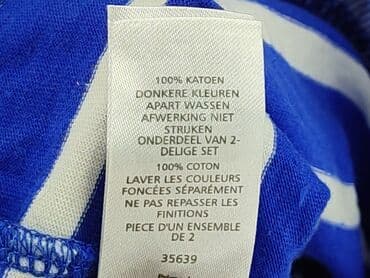 100% KATOEN
DONKERE KLEUREN
APART WASSEN
AFWERKING NIET
STRIJKEN
ONDERDEEL VAN 2-
DELIGE SET
100% COTON
LAVER LES COULEURS
FONCÉES SÉPARÉMENT
NE PAS REPASSER LES
FINITIONS
PIECE D'UN ENSEMBLE
DE 2
35639